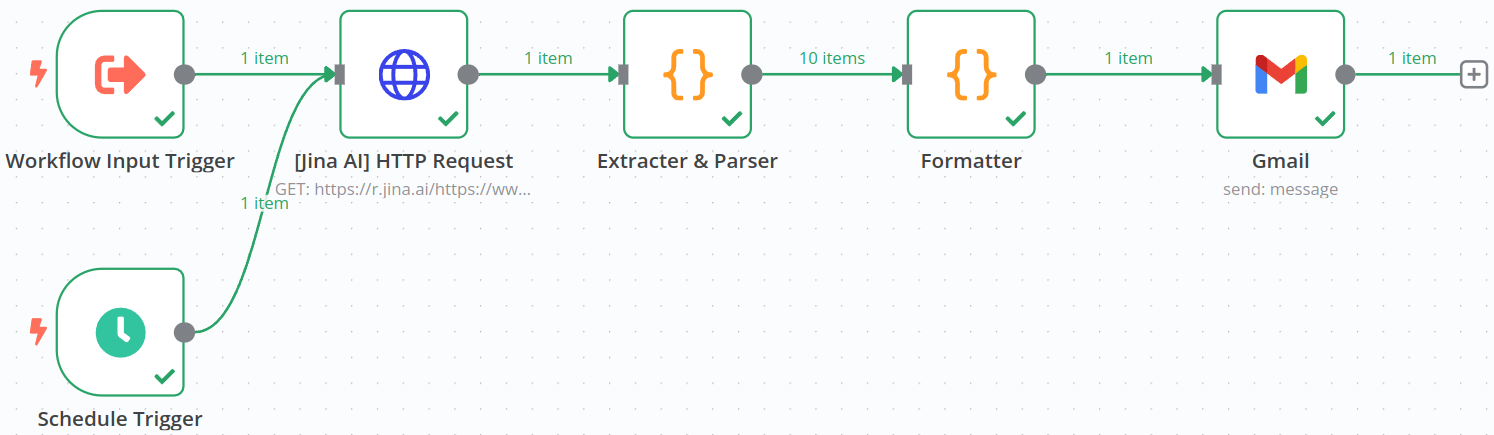 1 item
1 item
10 items
1 item
1 item
Workflow Input Trigger
[Jina AI] HTTP Request
GET: https://r.jina.ai/https://ww...
Extracter & Parser
Formatter
Gmail
send: message
1 item
Schedule Trigger